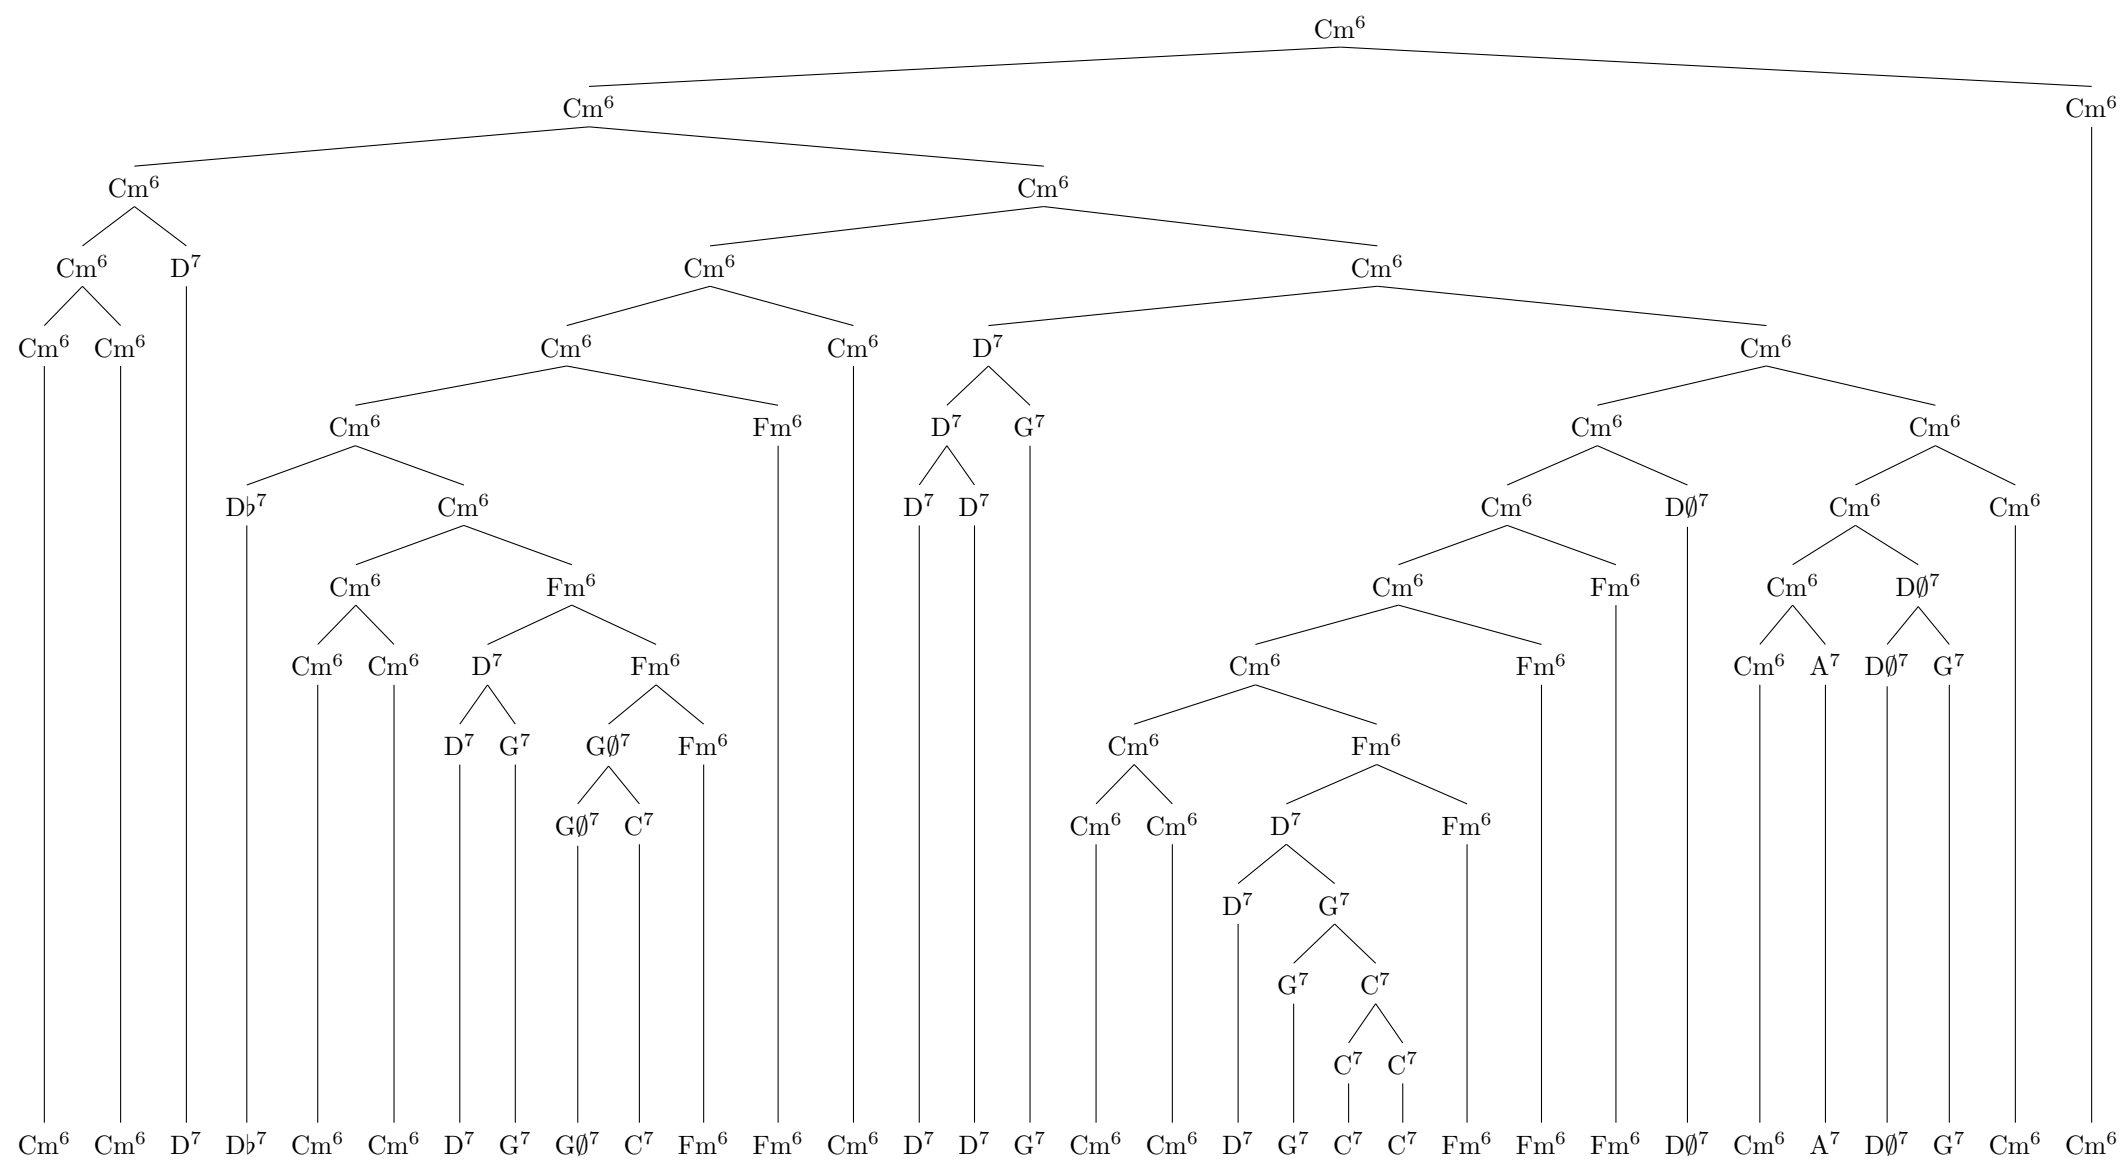 Cm⁶
Cm⁶ Cm⁶
Cm⁶ Cm⁶
Cm⁶ D⁷ Cm⁶ Cm⁶
Cm⁶ Cm⁶ Cm⁶ Cm⁶ D⁷ Cm⁶
Cm⁶ Fm⁶ D⁷ G⁷ Cm⁶ Cm⁶
D♭⁷ Cm⁶ D⁷ D⁷ Cm⁶ D∅⁷ Cm⁶ Cm⁶
Cm⁶ Fm⁶ Cm⁶ Fm⁶ Cm⁶ D∅⁷
Cm⁶ Cm⁶ D⁷ Fm⁶ Cm⁶ Fm⁶ Cm⁶ A⁷ D∅⁷ G⁷
D⁷ G⁷ G∅⁷ Fm⁶ Cm⁶ Fm⁶
G∅⁷ C⁷ Cm⁶ Cm⁶ D⁷ Fm⁶
D⁷ G⁷
G⁷ C⁷
C⁷ C⁷
Cm⁶ Cm⁶ D⁷ D♭⁷ Cm⁶ Cm⁶ D⁷ G⁷ G∅⁷ C⁷ Fm⁶ Fm⁶ Cm⁶ D⁷ D⁷ G⁷ Cm⁶ Cm⁶ D⁷ G⁷ C⁷ C⁷ Fm⁶ Fm⁶ Fm⁶ D∅⁷ Cm⁶ A⁷ D∅⁷ G⁷ Cm⁶ Cm⁶